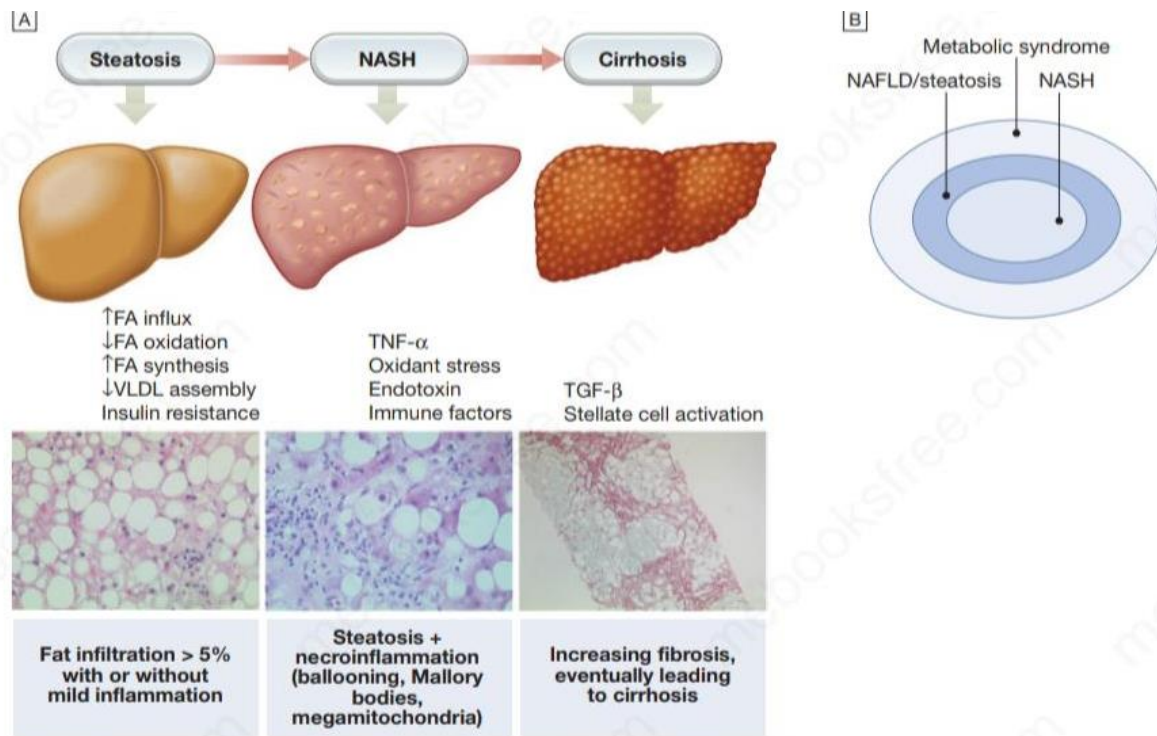 A
Steatosis
NASH
Cirrhosis
↑FA influx
↓FA oxidation
↑FA synthesis
↓VLDL assembly
Insulin resistance
TNF-α
Oxidant stress
Endotoxin
Immune factors
TGF-β
Stellate cell activation
Fat infiltration > 5%
with or without
mild inflammation
Steatosis +
necroinflammation
(ballooning, Mallory
bodies,
megamitochondria)
Increasing fibrosis,
eventually leading
to cirrhosis
B
Metabolic syndrome
NAFLD/steatosis
NASH
mebooksfree.com